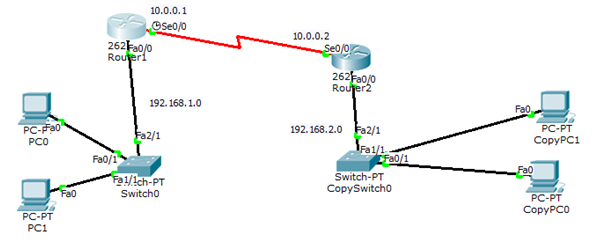 10.0.0.1
Se0/0
262
Fa0/0
Router1
10.0.0.2
Se0/0
262
Fa0/0
Router2
192.168.1.0
192.168.2.0
PC-PT
Fa0
PC0
Fa2/1
Fa0/1
Fa1/1
Switch-PT
Switch0
Fa0
PC-PT
PC1
Fa2/1
Fa1/1
Fa0/1
Switch-PT
CopySwitch0
Fa0
PC-PT
CopyPC1
Fa0
PC-PT
CopyPC0